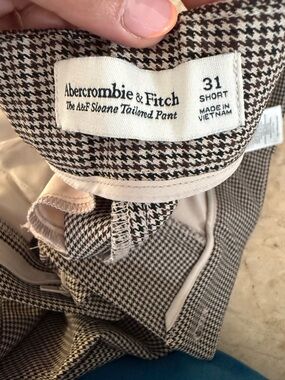 Abercrombie & Fitch
The A&F Sloane Tailored Pant
31
SHORT
MADE IN
VIETNAM